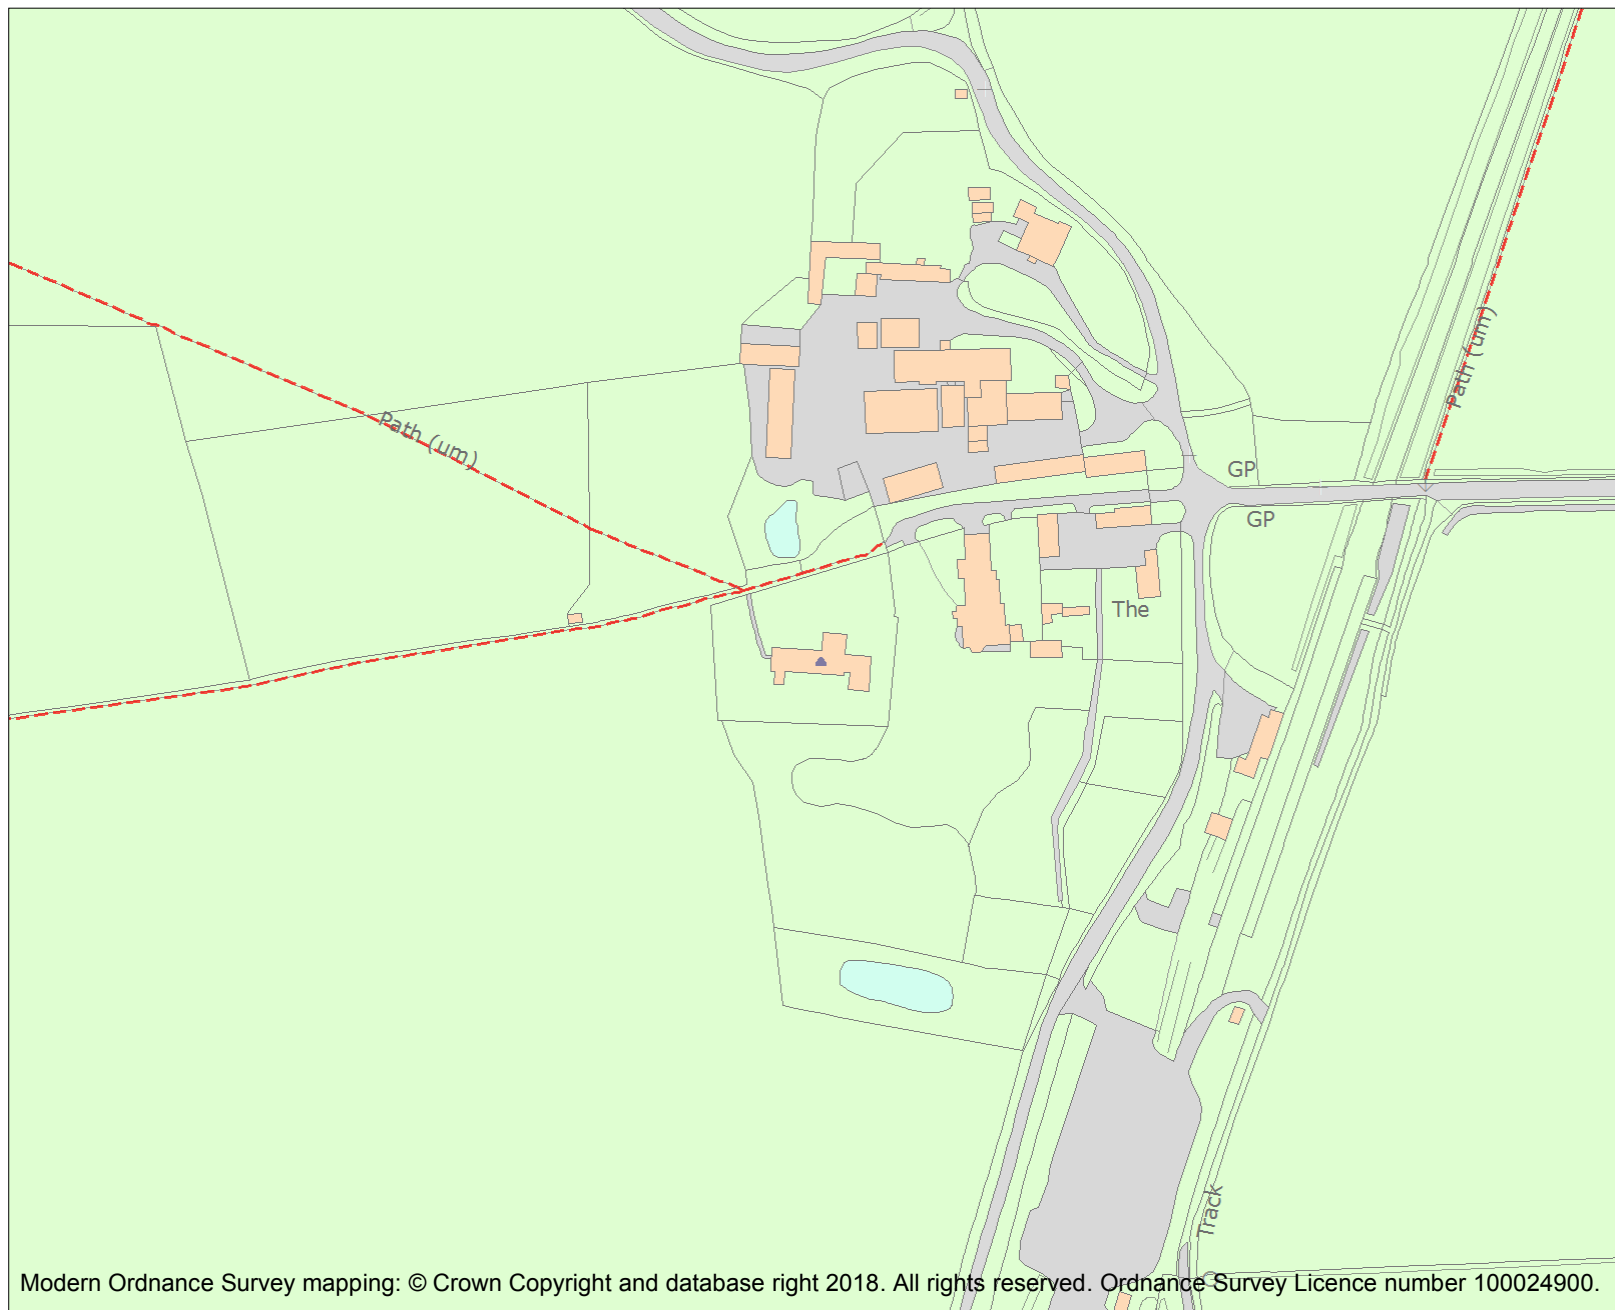 Path (um)
Path (um)
GP
GP
The
Track
Modern Ordnance Survey mapping: © Crown Copyright and database right 2018. All rights reserved. Ordnance Survey Licence number 100024900.